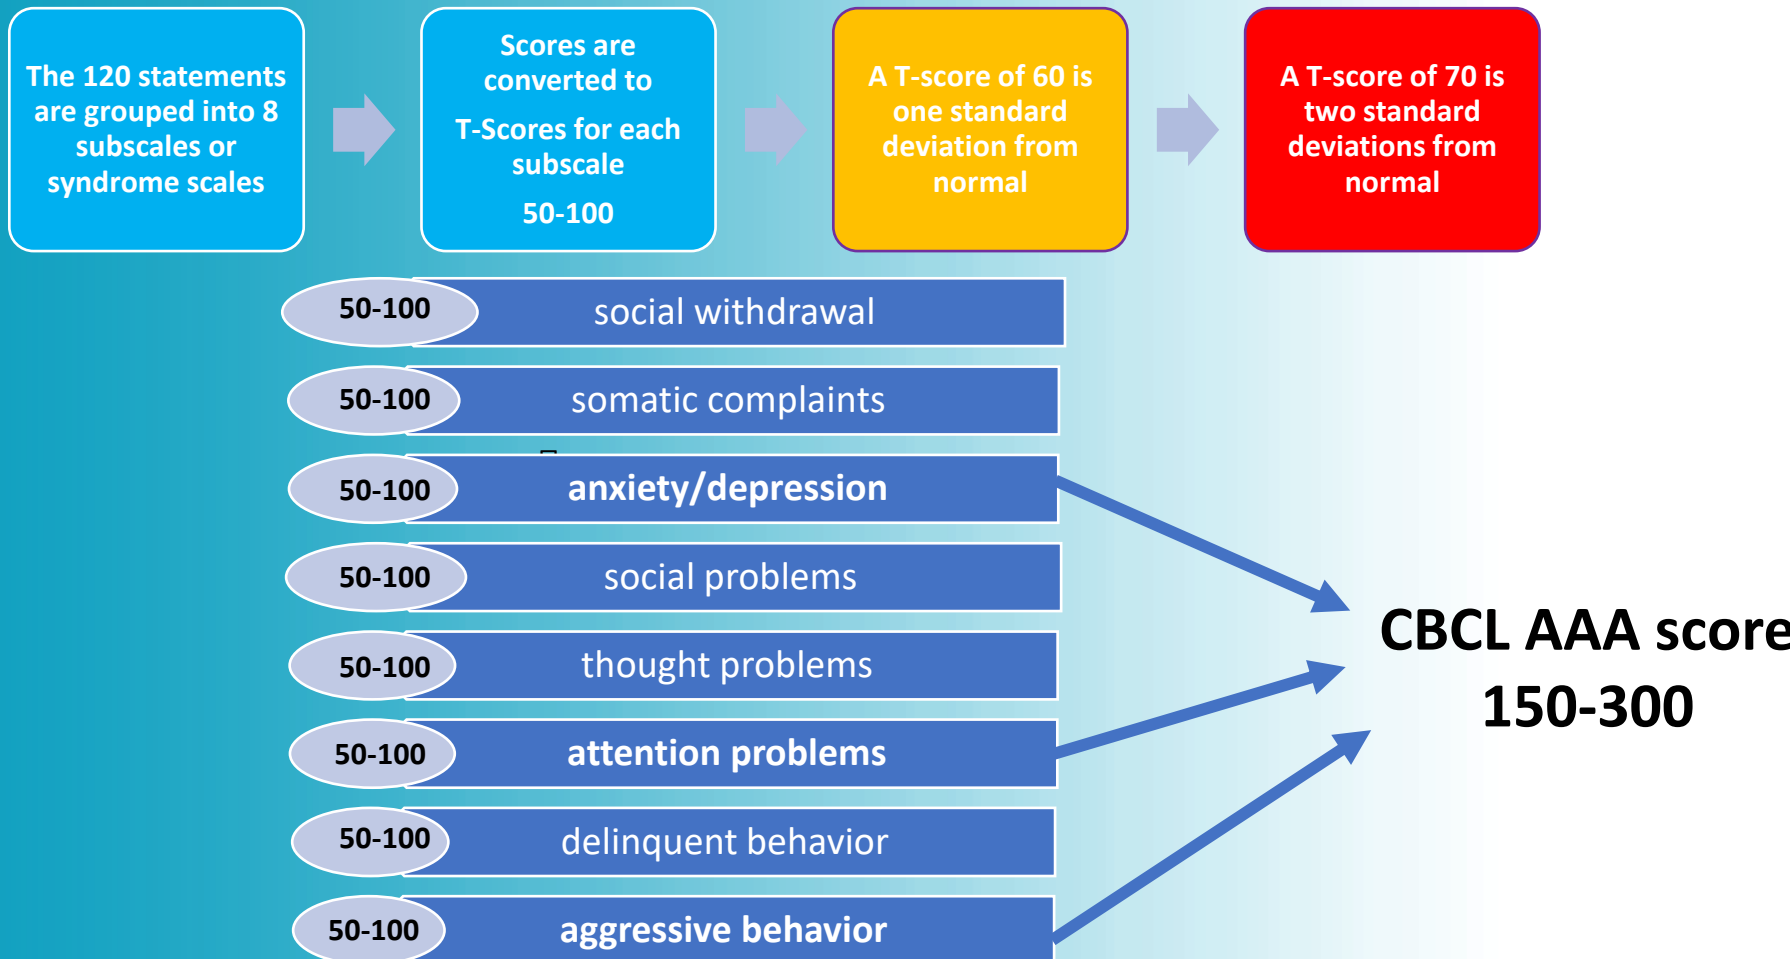 The 120 statements
are grouped into 8
subscales or
syndrome scales
Scores are
converted to
T-Scores for each
subscale
50-100
A T-score of 60 is
one standard
deviation from
normal
A T-score of 70 is
two standard
deviations from
normal
50-100 social withdrawal
50-100 somatic complaints
50-100 anxiety/depression
50-100 social problems
50-100 thought problems
50-100 attention problems
50-100 delinquent behavior
50-100 aggressive behavior
CBCL AAA score
150-300